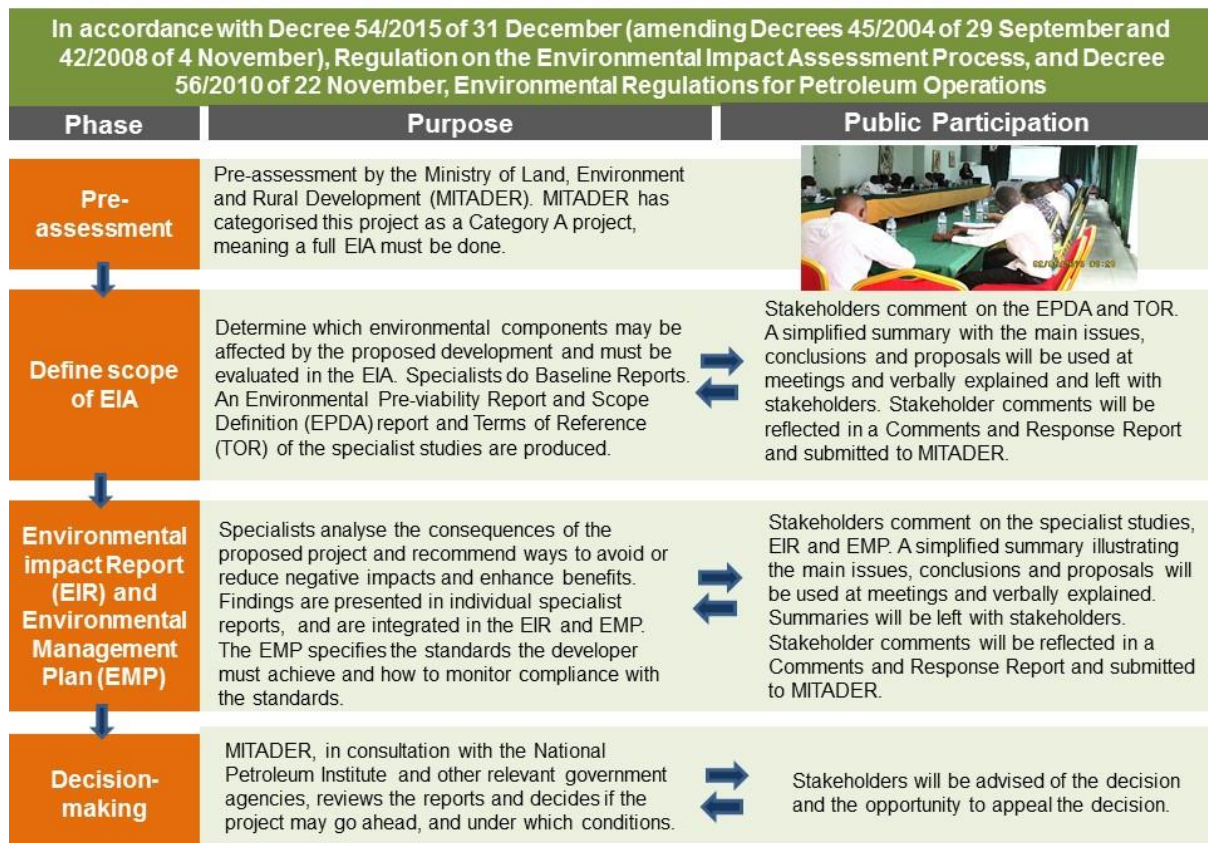 In accordance with Decree 54/2015 of 31 December (amending Decrees 45/2004 of 29 September and
42/2008 of 4 November), Regulation on the Environmental Impact Assessment Process, and Decree
56/2010 of 22 November, Environmental Regulations for Petroleum Operations
Phase
Purpose
Public Participation
Pre-
assessment
Pre-assessment by the Ministry of Land, Environment
and Rural Development (MITADER). MITADER has
categorised this project as a Category A project,
meaning a full EIA must be done.
Define scope
of EIA
Determine which environmental components may be
affected by the proposed development and must be
evaluated in the EIA. Specialists do Baseline Reports.
An Environmental Pre-viability Report and Scope
Definition (EPDA) report and Terms of Reference
(TOR) of the specialist studies are produced.
Stakeholders comment on the EPDA and TOR.
A simplified summary with the main issues,
conclusions and proposals will be used at
meetings and verbally explained and left with
stakeholders. Stakeholder comments will be
reflected in a Comments and Response Report
and submitted to MITADER.
Environmental
impact Report
(EIR) and
Environmental
Management
Plan (EMP)
Specialists analyse the consequences of the
proposed project and recommend ways to avoid or
reduce negative impacts and enhance benefits.
Findings are presented in individual specialist
reports, and are integrated in the EIR and EMP.
The EMP specifies the standards the developer
must achieve and how to monitor compliance with
the standards.
Stakeholders comment on the specialist studies,
EIR and EMP. A simplified summary illustrating
the main issues, conclusions and proposals will
be used at meetings and verbally explained.
Summaries will be left with stakeholders.
Stakeholder comments will be reflected in a
Comments and Response Report and submitted
to MITADER.
Decision-
making
MITADER, in consultation with the National
Petroleum Institute and other relevant government
agencies, reviews the reports and decides if the
project may go ahead, and under which conditions.
Stakeholders will be advised of the decision
and the opportunity to appeal the decision.